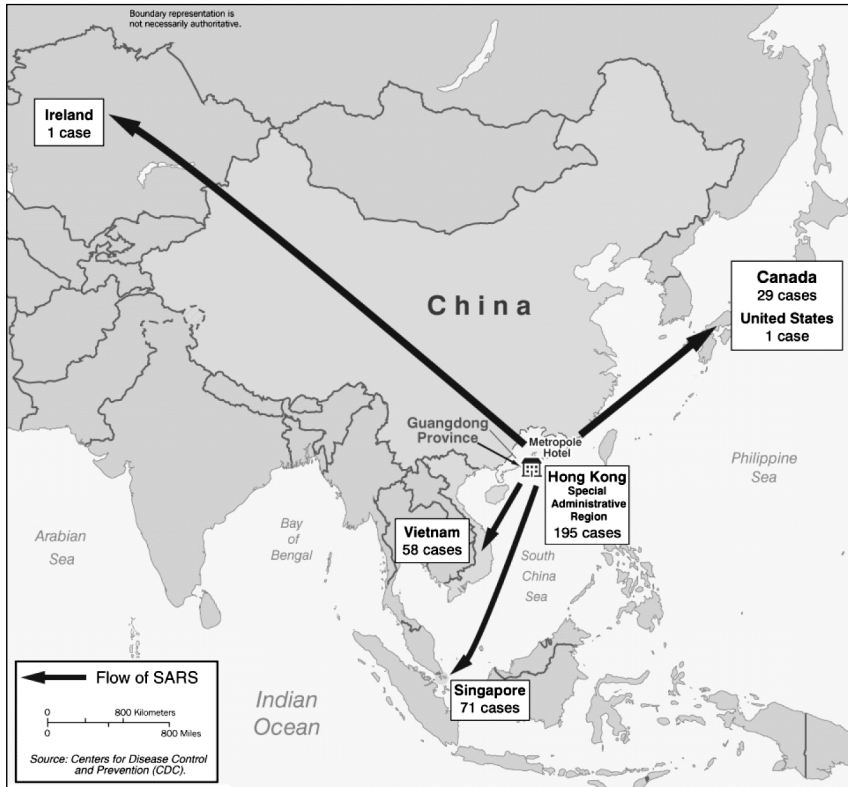 Boundary representation is
not necessarily authoritative.
Ireland
1 case
Canada
29 cases
United States
1 case
China
Guangdong
Province
Metropole
Hotel
Hong Kong
Special
Administrative
Region
195 cases
Philippine
Sea
Vietnam
58 cases
Arabian
Sea
Bay
of
Bengal
South
China
Sea
Singapore
71 cases
Indian
Ocean
Flow of SARS
0 800 Kilometers
0 800 Miles
Source: Centers for Disease Control
and Prevention (CDC).